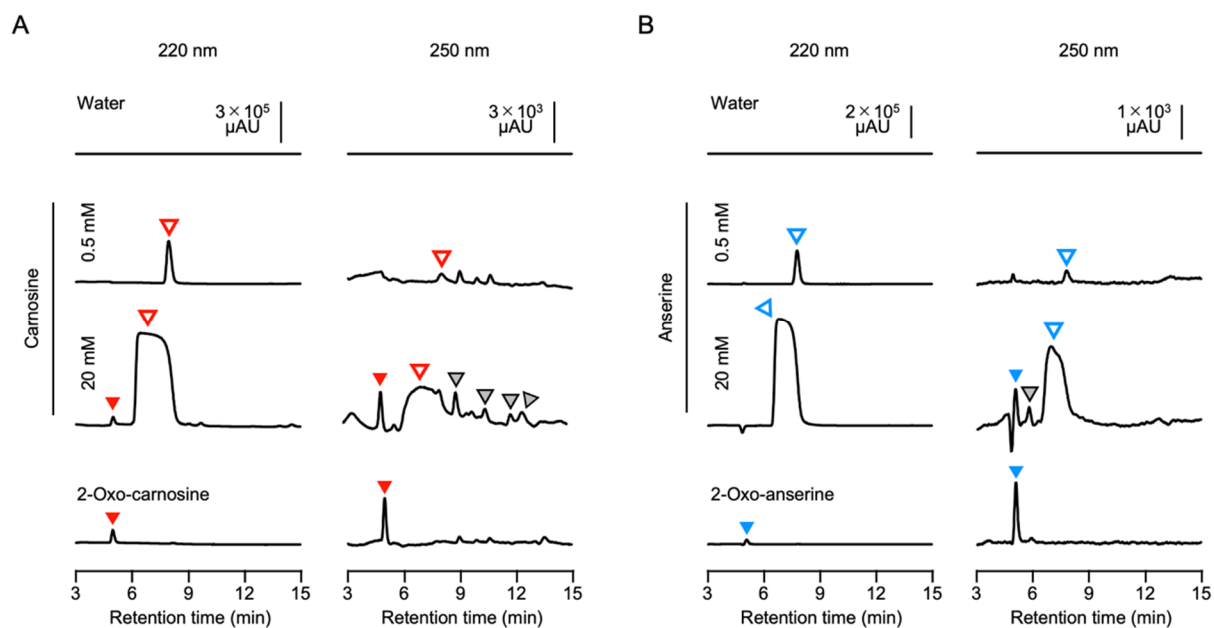 A
B
220 nm
250 nm
220 nm
250 nm
Water
3×10⁵
µAU
3×10³
µAU
Water
2×10⁵
µAU
1×10³
µAU
Carnosine
0.5 mM
20 mM
Anserine
0.5 mM
20 mM
2-Oxo-carnosine
2-Oxo-anserine
3 6 9 12 15
3 6 9 12 15
3 6 9 12 15
3 6 9 12 15
Retention time (min)
Retention time (min)
Retention time (min)
Retention time (min)